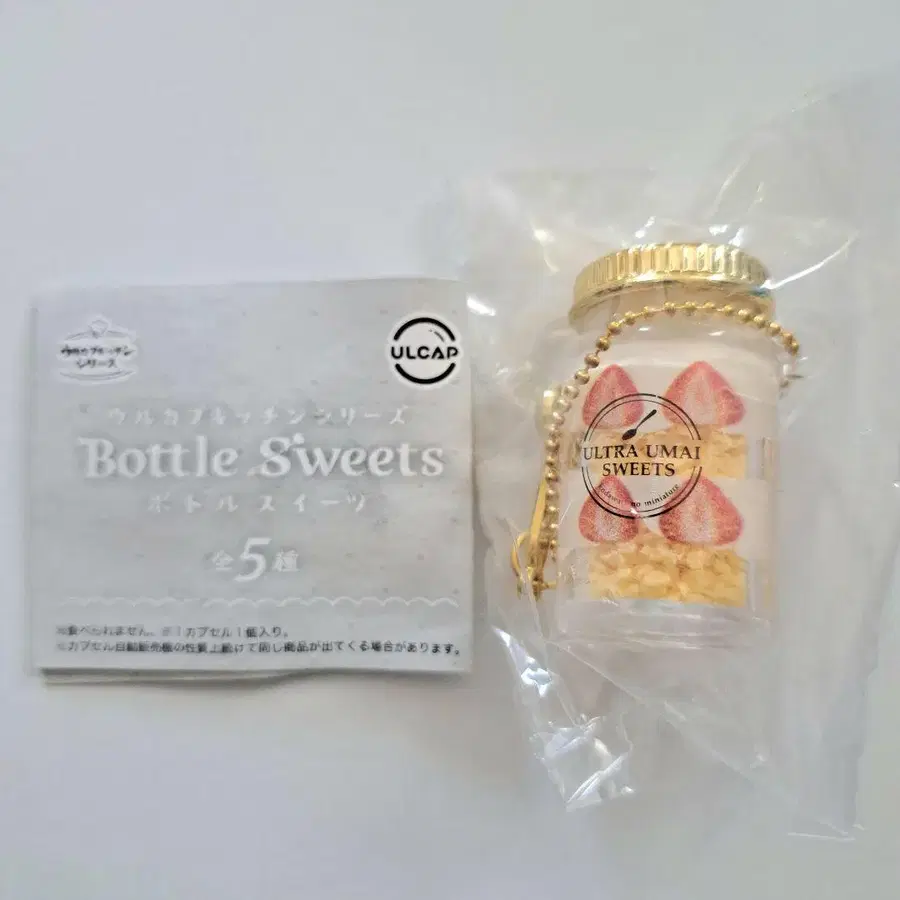 ウルカプキッチン
シリーズ
ULCAP
ウルカプキッチンシリーズ
Bottle Sweets
ボトルスイーツ
全5種
※食べられません。※1カプセル1個入り。
※カプセル自動販売機の性質上続けて同じ商品が出てくる場合があります。
ULTRA UMAI
SWEETS
no miniature